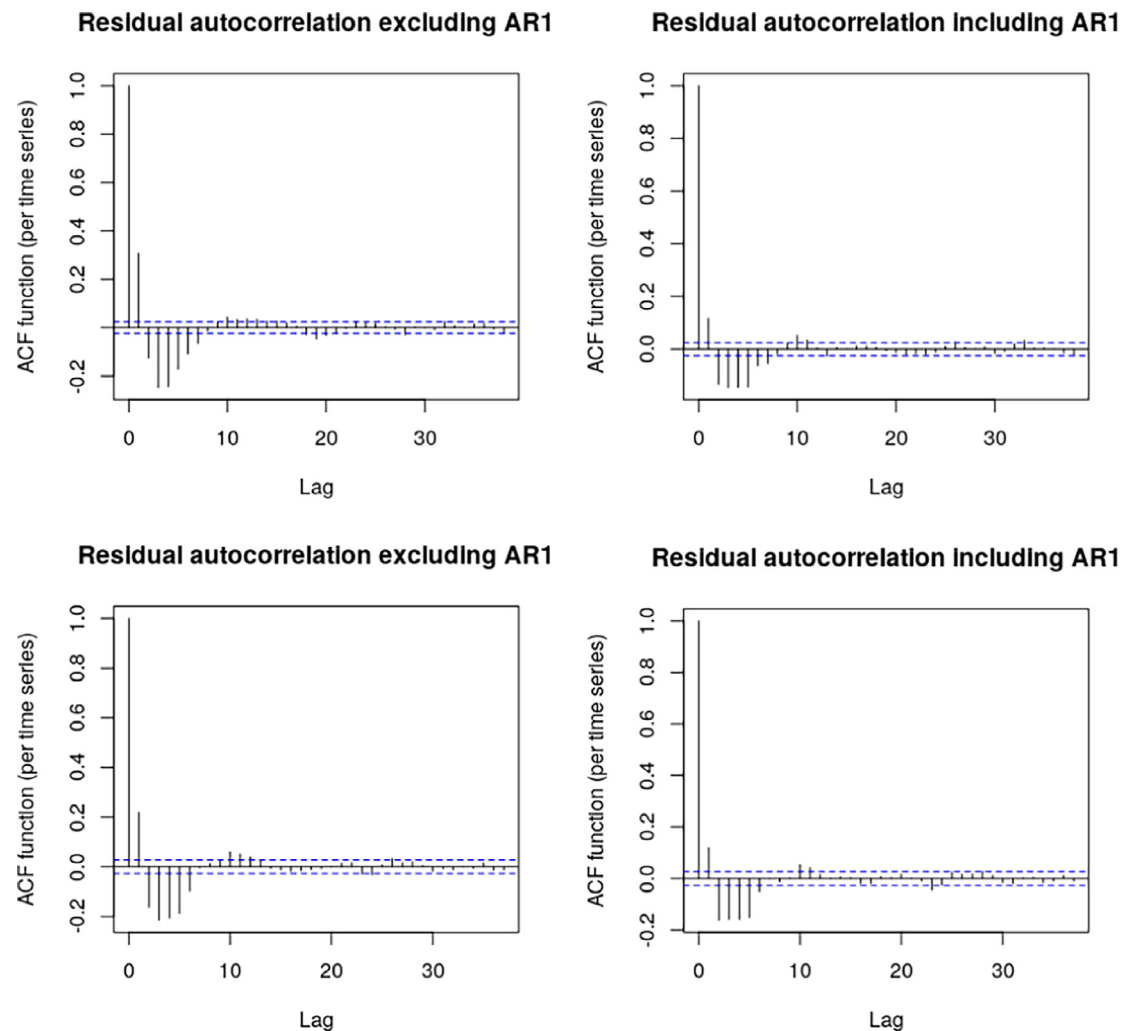 Residual autocorrelation excluding AR1
ACF function (per time series)
1.0
0.8
0.6
0.4
0.2
-0.2
0 10 20 30
Lag
Residual autocorrelation including AR1
ACF function (per time series)
1.0
0.8
0.6
0.4
0.2
0.0
0 10 20 30
Lag
Residual autocorrelation excluding AR1
ACF function (per time series)
1.0
0.8
0.6
0.4
0.2
0.0
-0.2
0 10 20 30
Lag
Residual autocorrelation including AR1
ACF function (per time series)
1.0
0.8
0.6
0.4
0.2
0.0
-0.2
0 10 20 30
Lag